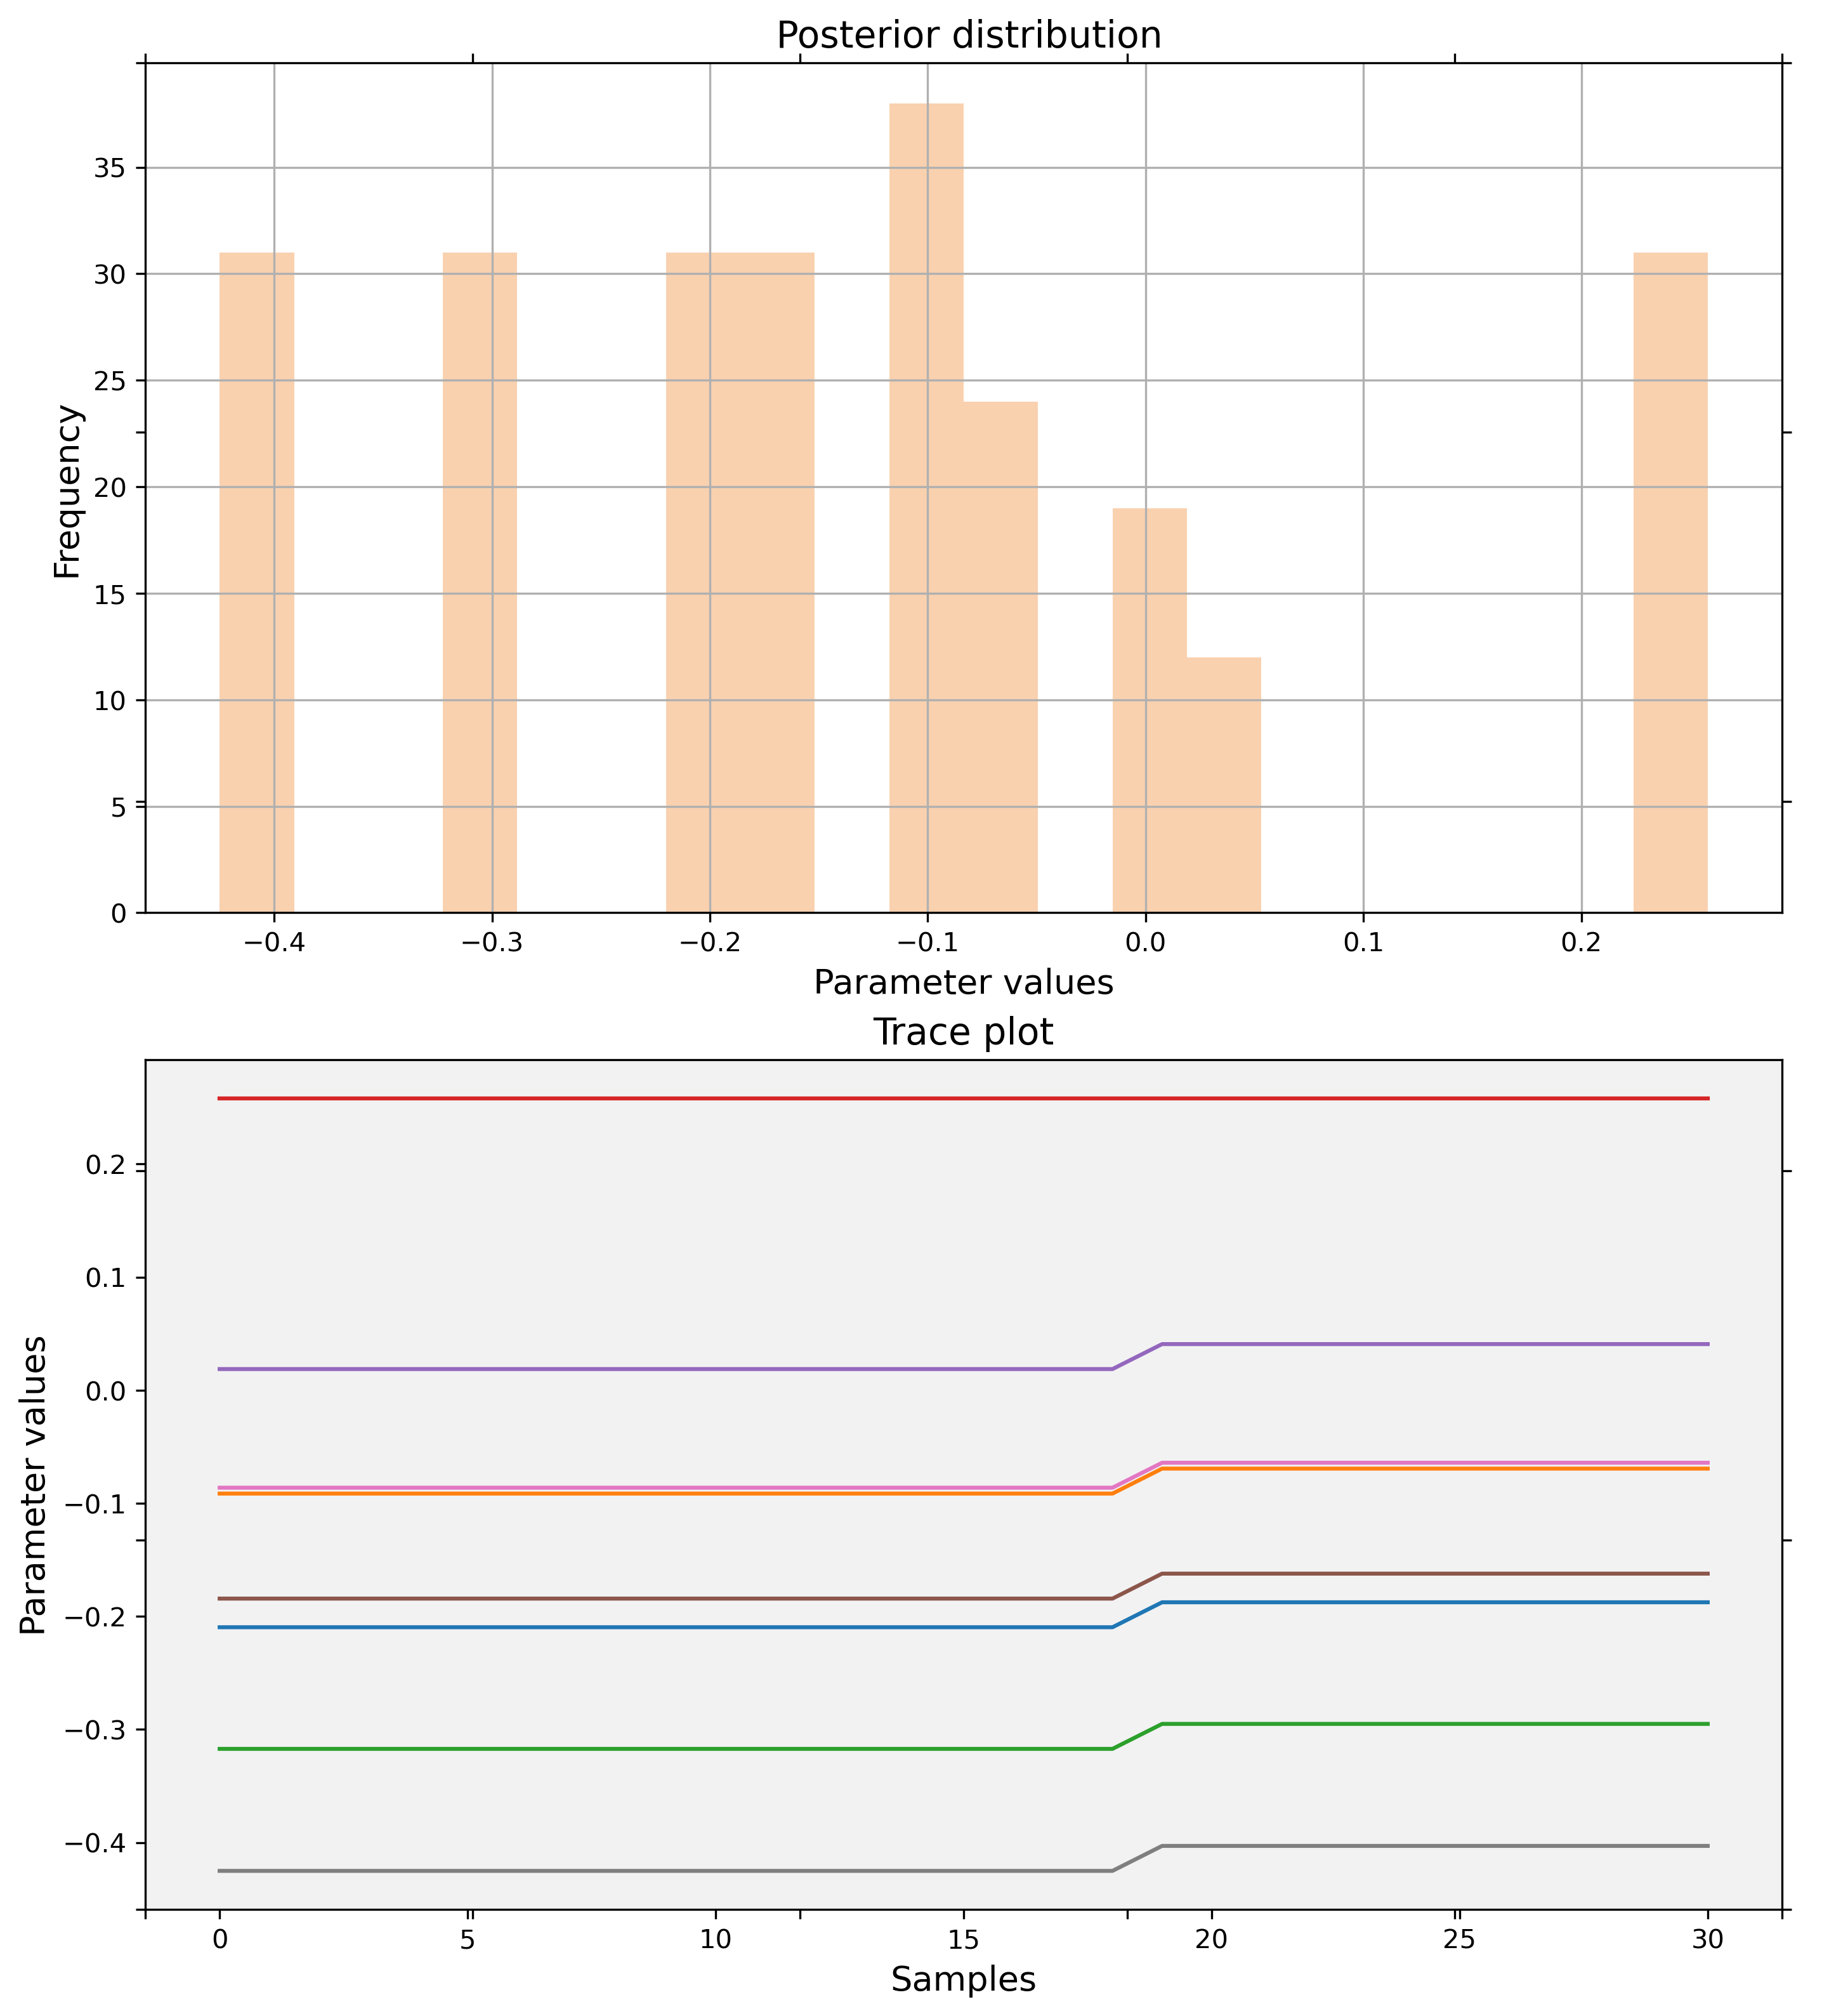 Posterior distribution
Frequency
35
30
25
20
15
10
5
0
−0.4 −0.3 −0.2 −0.1 0.0 0.1 0.2
Parameter values
Trace plot
Parameter values
0.2
0.1
0.0
−0.1
−0.2
−0.3
−0.4
0 5 10 15 20 25 30
Samples